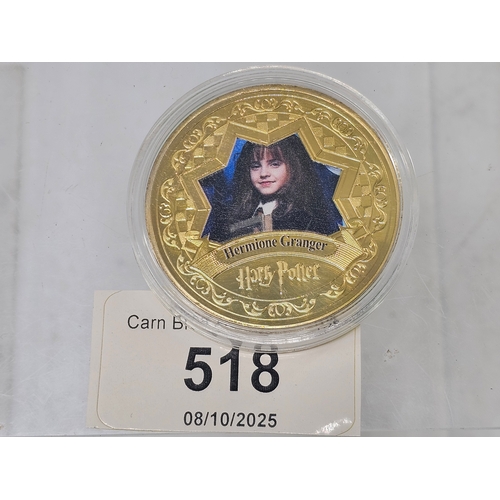 Hermione Granger
Harry Potter
Carn
518
08/10/2025